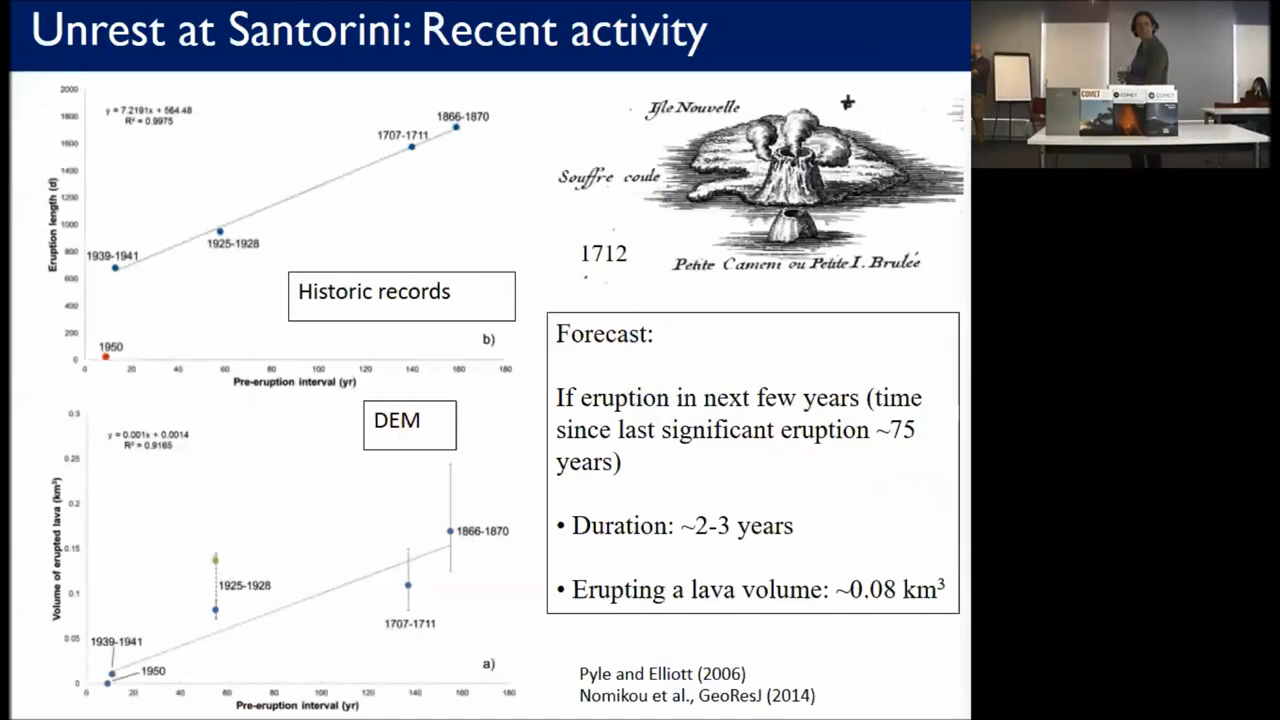 Unrest at Santorini: Recent activity
y = 7.2191x + 564.48
R² = 0.9975
Eruption length (d)
2000
1800
1600
1400
1200
1000
800
600
400
200
0
1866-1870
1707-1711
1925-1928
1939-1941
1950
Historic records
b)
0
20
40
60
80
100
120
140
160
180
Pre-eruption interval (yr)
DEM
y = 0.001x + 0.0014
R² = 0.9165
Volume of erupted lava (km³)
0.3
0.25
0.2
0.15
0.1
0.05
0
1866-1870
1925-1928
1707-1711
1939-1941
1950
a)
0
20
40
60
80
100
120
140
160
180
Pre-eruption interval (yr)
Isle Nouvelle
Souffre coule
1712
Petite Cameni ou Petite I. Brulée
Forecast:
If eruption in next few years (time
since last significant eruption ~75
years)
• Duration: ~2-3 years
• Erupting a lava volume: ~0.08 km³
Pyle and Elliott (2006)
Nomikou et al., GeoResJ (2014)
COMET
COMET
COMET